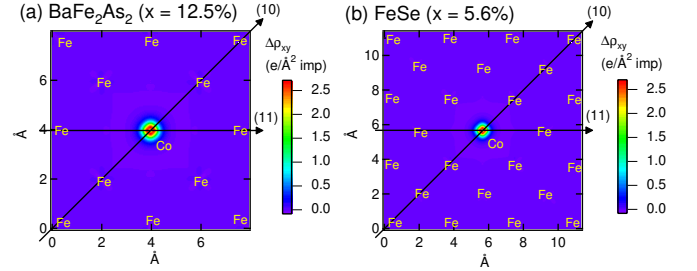 (a) BaFe₂As₂ (x = 12.5%)
(10)
Δρxy
(e/Å² imp)
2.5
2.0
1.5
1.0
0.5
0.0
(11)
Fe Fe Fe
Fe Fe
Fe Fe
Co
Fe Fe
Fe Fe Fe
Å
6
4
2
0
0 2 4 6
Å
(b) FeSe (x = 5.6%)
(10)
Δρxy
(e/Å² imp)
2.5
2.0
1.5
1.0
0.5
0.0
(11)
Fe Fe Fe Fe
Fe Fe Fe
Fe Fe Fe Fe
Fe Fe
Co
Fe Fe Fe Fe
Fe Fe Fe
Fe Fe Fe Fe
Å
10
8
6
4
2
0
0 2 4 6 8 10
Å